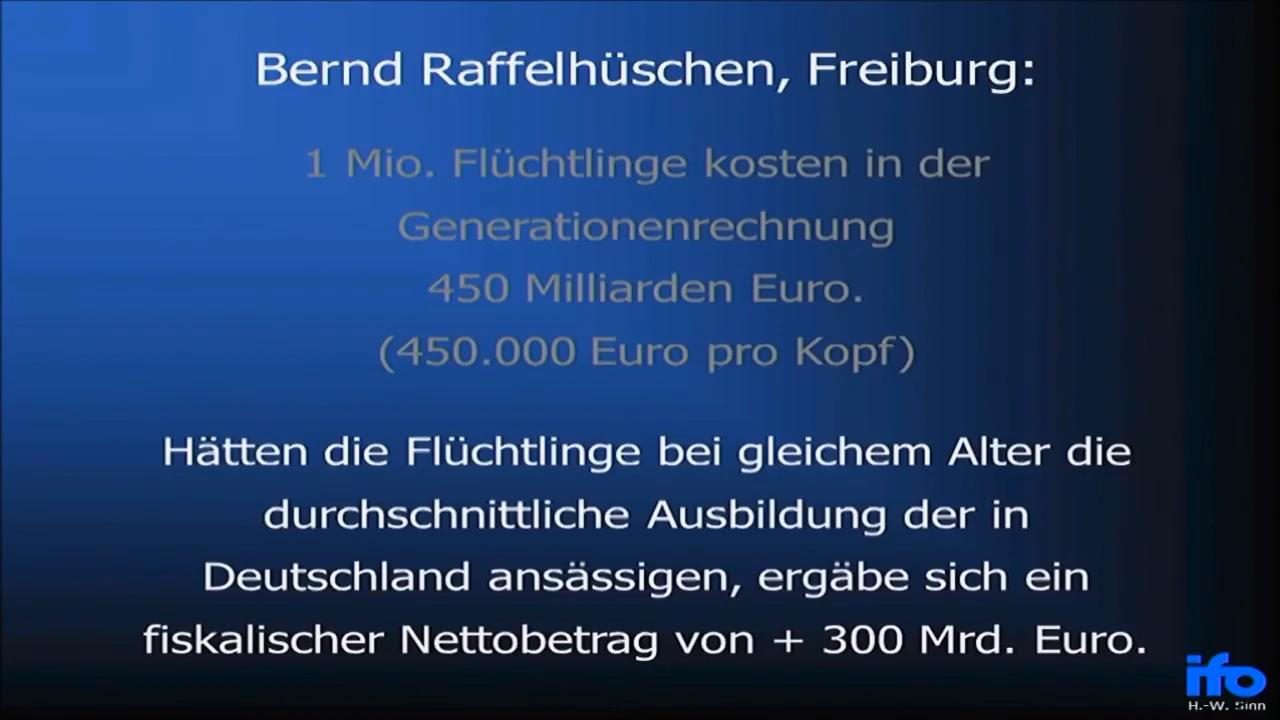 Bernd Raffelhüschen, Freiburg:
1 Mio. Flüchtlinge kosten in der
Generationenrechnung
450 Milliarden Euro.
(450.000 Euro pro Kopf)
Hätten die Flüchtlinge bei gleichem Alter die
durchschnittliche Ausbildung der in
Deutschland ansässigen, ergäbe sich ein
fiskalischer Nettobetrag von + 300 Mrd. Euro.
ifo
H.-W. Sinn